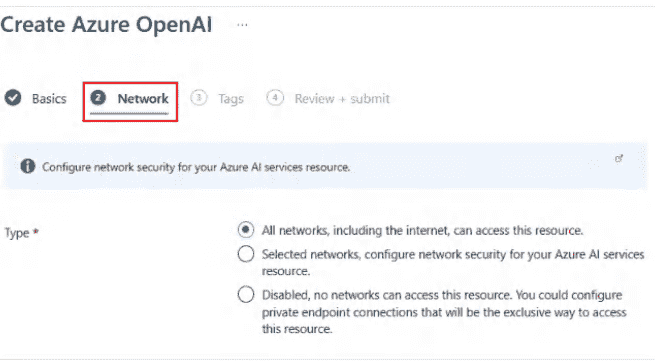 Create Azure OpenAI ...
Basics 2 Network 3 Tags 4 Review + submit
Configure network security for your Azure AI services resource.
Type *
All networks, including the internet, can access this resource.
Selected networks, configure network security for your Azure AI services
resource.
Disabled, no networks can access this resource. You could configure
private endpoint connections that will be the exclusive way to access
this resource.